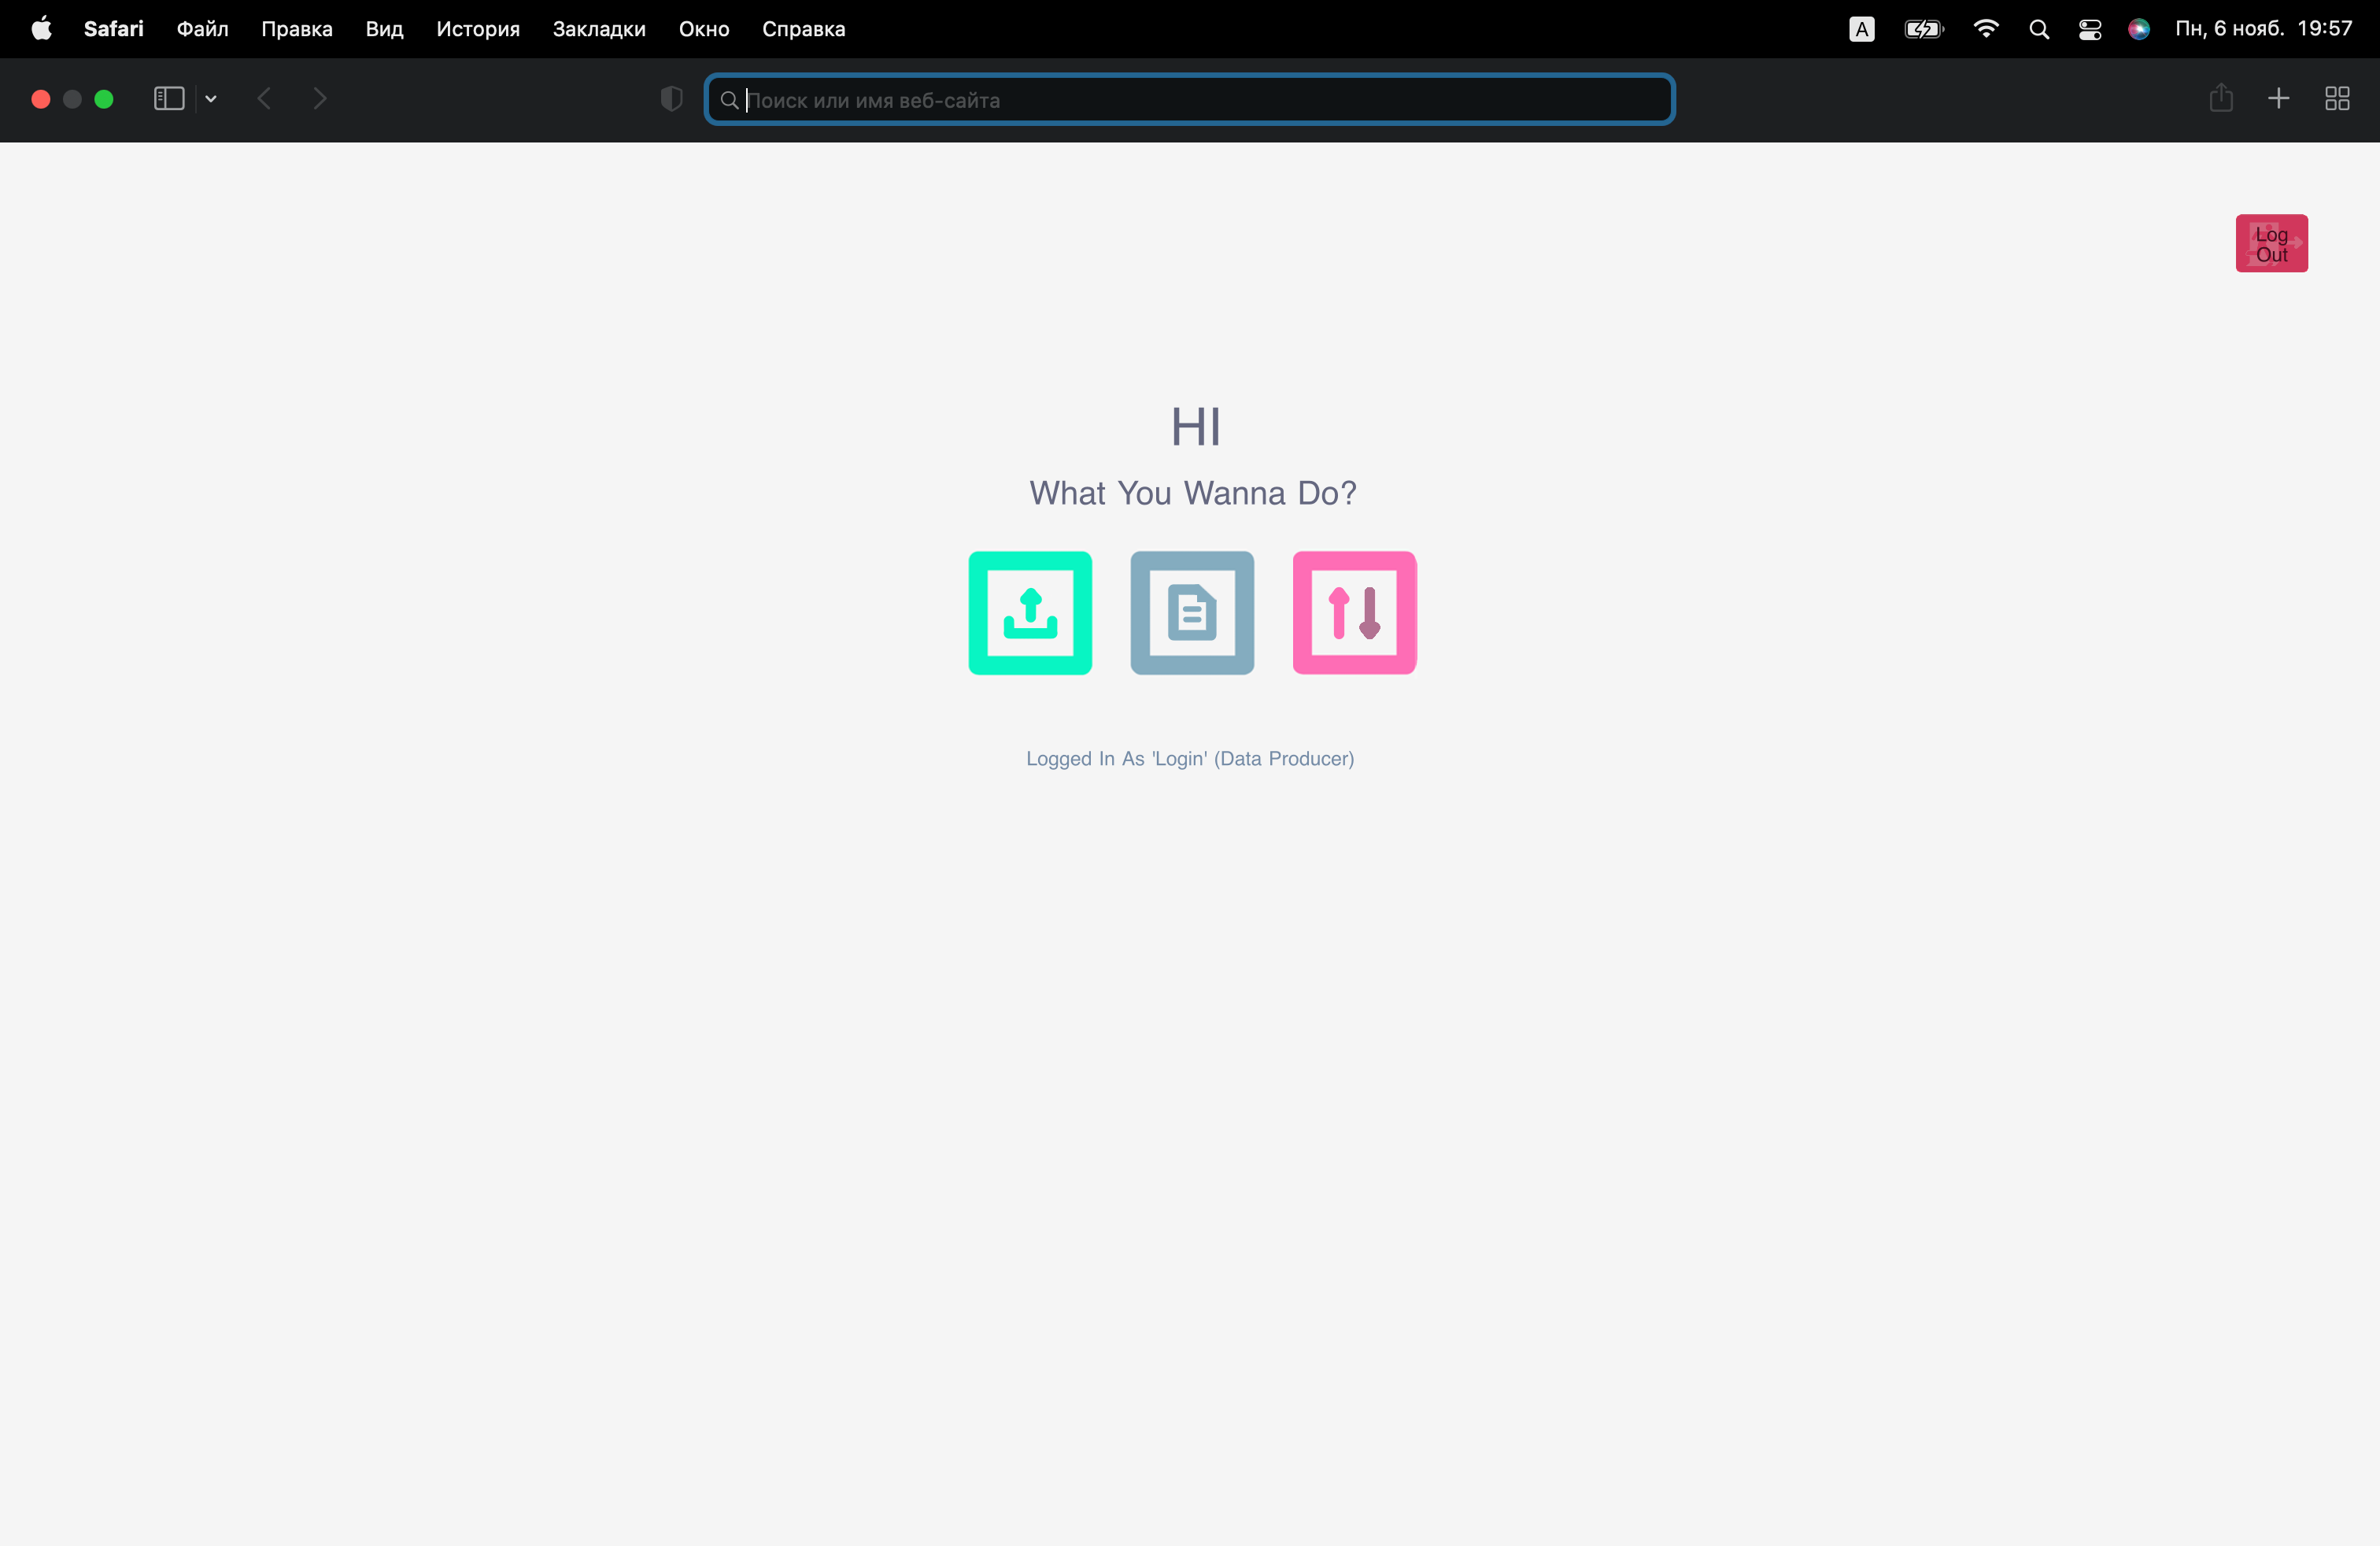 Safari Файл Правка Вид История Закладки Окно Справка A Пн, 6 нояб. 19:57
Поиск или имя веб-сайта
Log
Out
HI
What You Wanna Do?
Logged In As 'Login' (Data Producer)